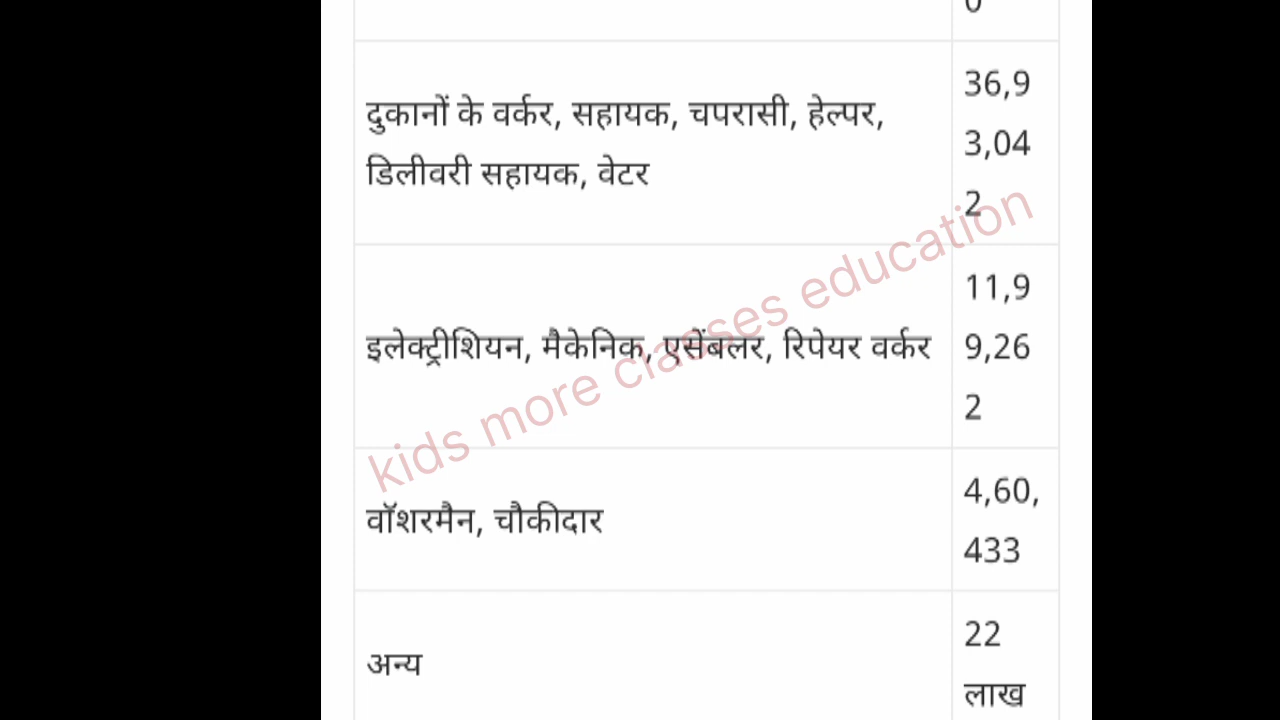 0
दुकानों के वर्कर, सहायक, चपरासी, हेल्पर,
डिलीवरी सहायक, वेटर
36,9
3,04
2
इलेक्ट्रीशियन, मैकेनिक, एसेंबलर, रिपेयर वर्कर
11,9
9,26
2
वॉशरमैन, चौकीदार
4,60,
433
अन्य
22
लाख
kids more classes education